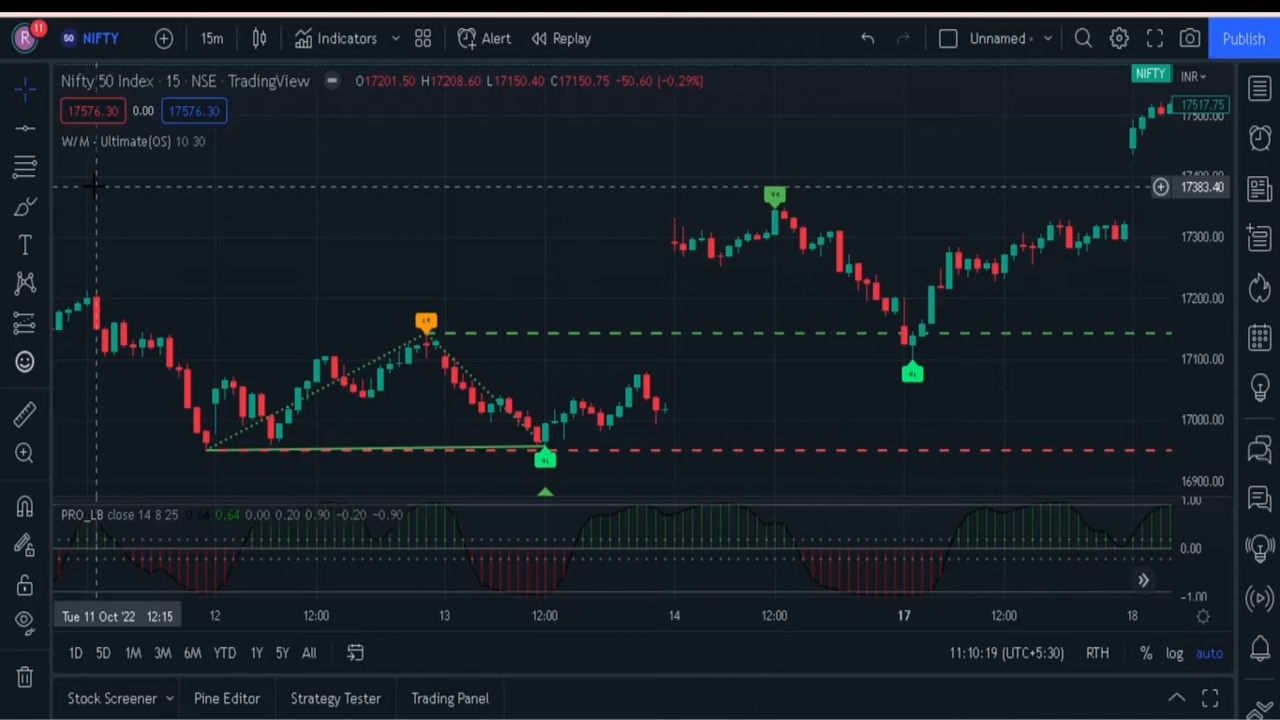 R 11 50 NIFTY 15m Indicators Alert Replay Unnamed Publish
Nifty 50 Index · 15 · NSE · TradingView O17201.50 H17208.60 L17150.40 C17150.75 -50.60 (-0.29%) NIFTY INR
17576.30 0.00 17576.30 17517.75
17500.00
W/M - Ultimate(OS) 10 30
17383.40
17300.00
17200.00
17100.00
17000.00
16900.00
1.00
PRO_LB close 14 8 25 0.64 0.64 0.00 0.20 0.90 -0.20 -0.90
0.00
-1.00
Tue 11 Oct '22 12:15 12 12:00 13 12:00 14 12:00 17 12:00 18
1D 5D 1M 3M 6M YTD 1Y 5Y All 11:10:19 (UTC+5:30) RTH % log auto
Stock Screener Pine Editor Strategy Tester Trading Panel